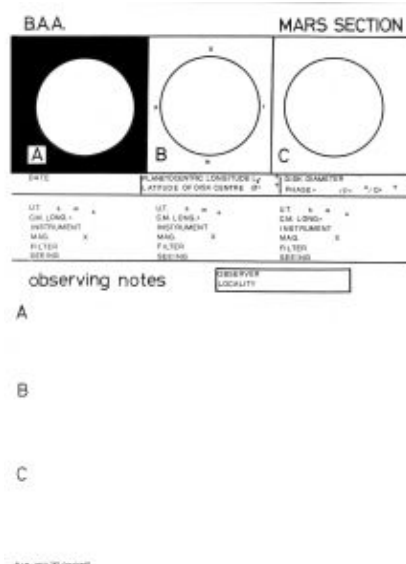 B.A.A. MARS SECTION
A B C
DATE
PLANETOCENTRIC LONGITUDE
LATITUDE OF DISK CENTRE
DISK DIAMETER
PHASE
U.T. h m s
C.M. LONG.=
INSTRUMENT
MAG. X
FILTER
SEEING
U.T. h m s
C.M. LONG.=
INSTRUMENT
MAG. X
FILTER
SEEING
U.T. h m s
C.M. LONG.=
INSTRUMENT
MAG. X
FILTER
SEEING
observing notes
OBSERVER
LOCALITY
A
B
C